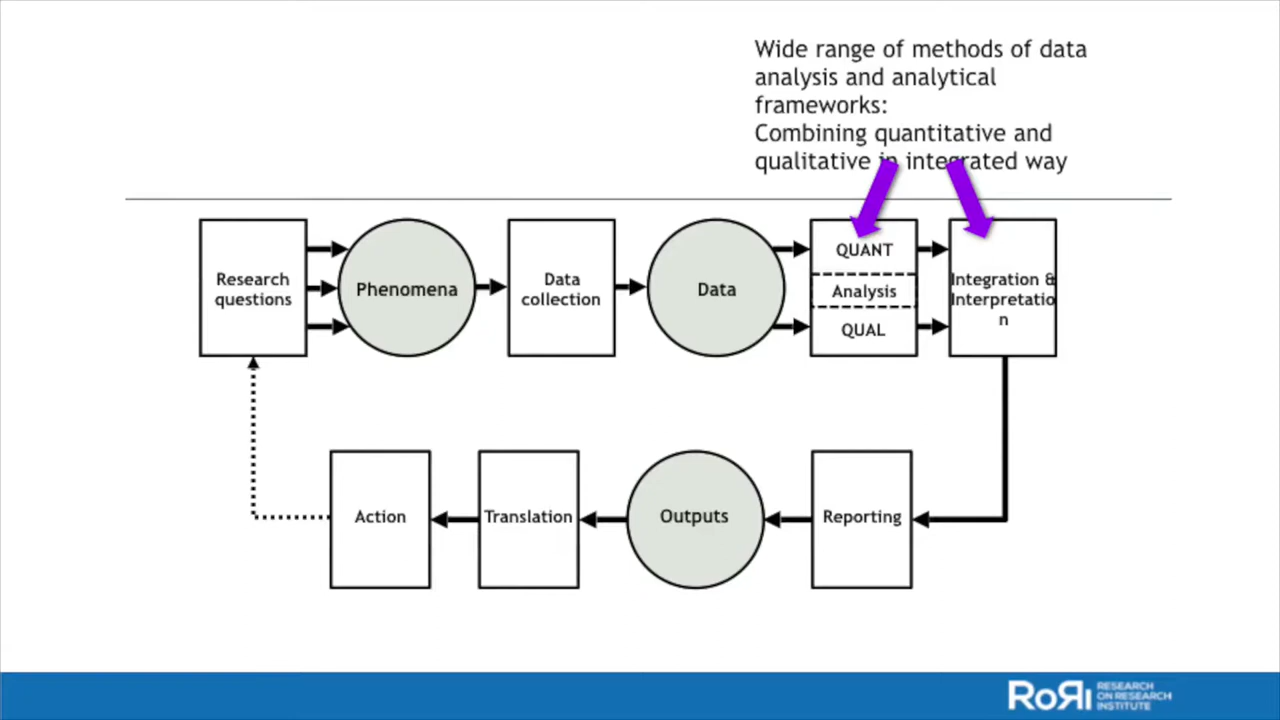 Wide range of methods of data
analysis and analytical
frameworks:
Combining quantitative and
qualitative in integrated way
Research
questions
Phenomena
Data
collection
Data
QUANT
Analysis
QUAL
Integration &
Interpretatio
n
Action
Translation
Outputs
Reporting
RoRi
RESEARCH
ON RESEARCH
INSTITUTE